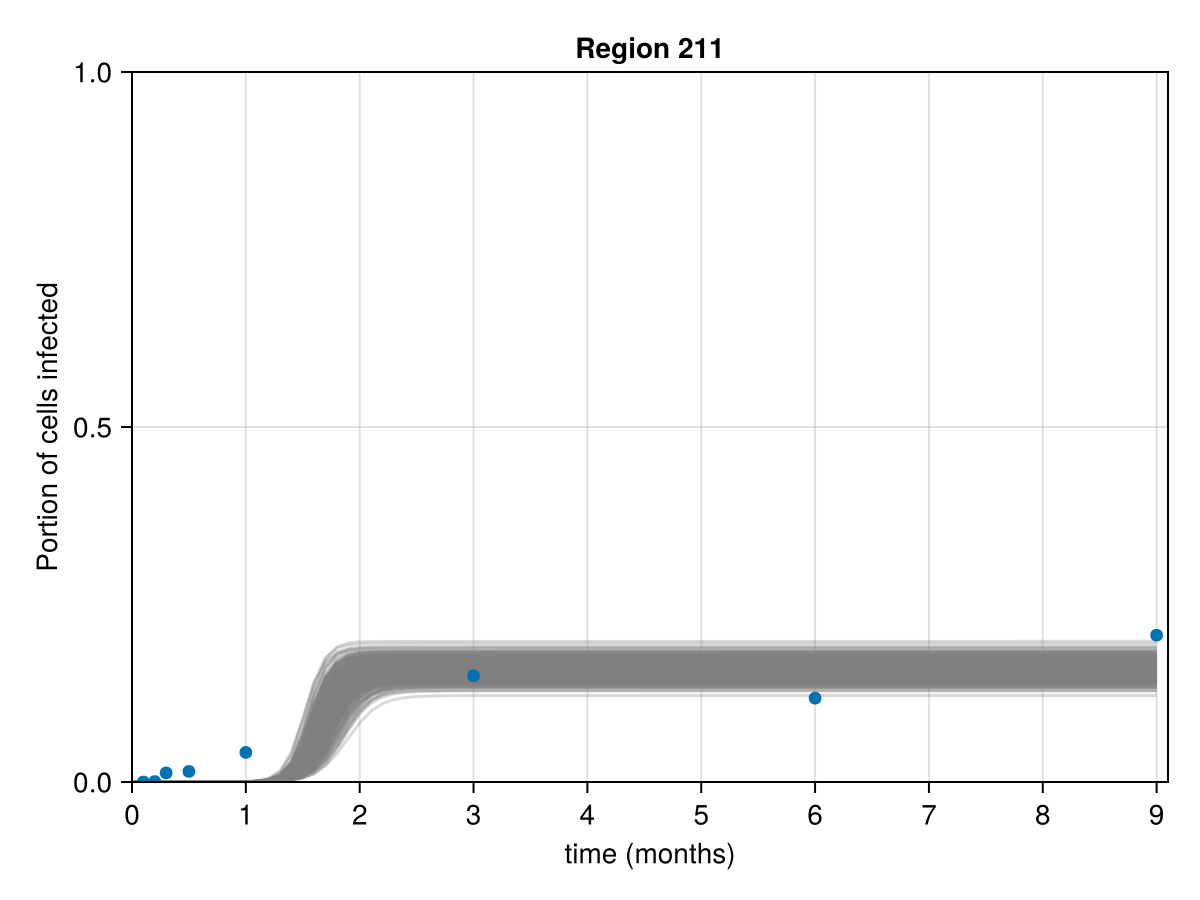 Region 211
1.0
0.5
0.0
Portion of cells infected
0 1 2 3 4 5 6 7 8 9
time (months)